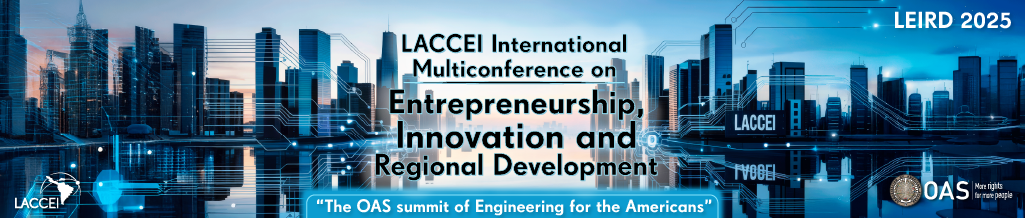 LEIRD 2025
LACCEI International
Multiconference on
Entrepreneurship,
Innovation and
Regional Development
LACCEI
LACCEI
LACCEI
OAS
More rights
for more people
“The OAS summit of Engineering for the Americans”